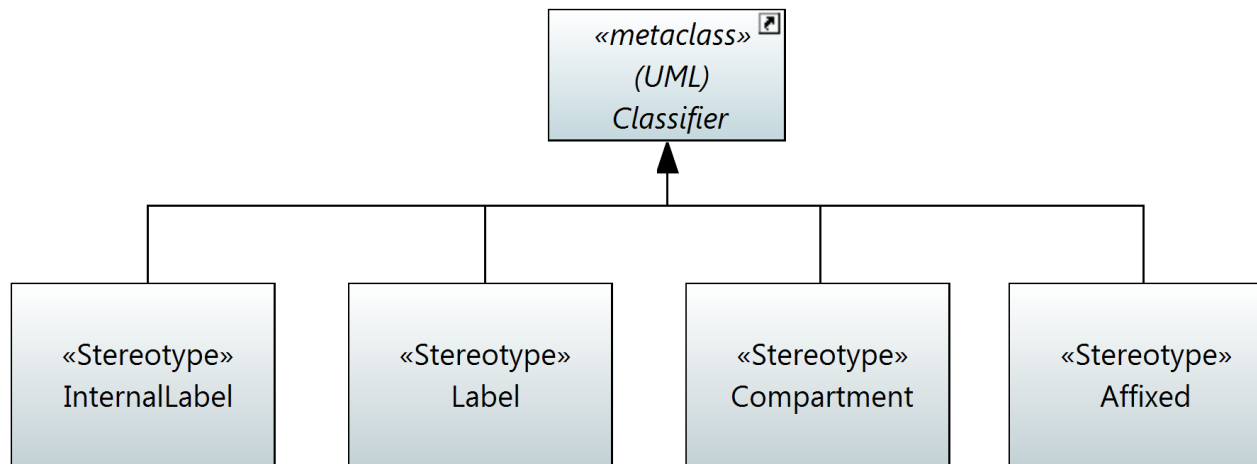 «metaclass»
(UML)
Classifier
«Stereotype»
InternalLabel
«Stereotype»
Label
«Stereotype»
Compartment
«Stereotype»
Affixed